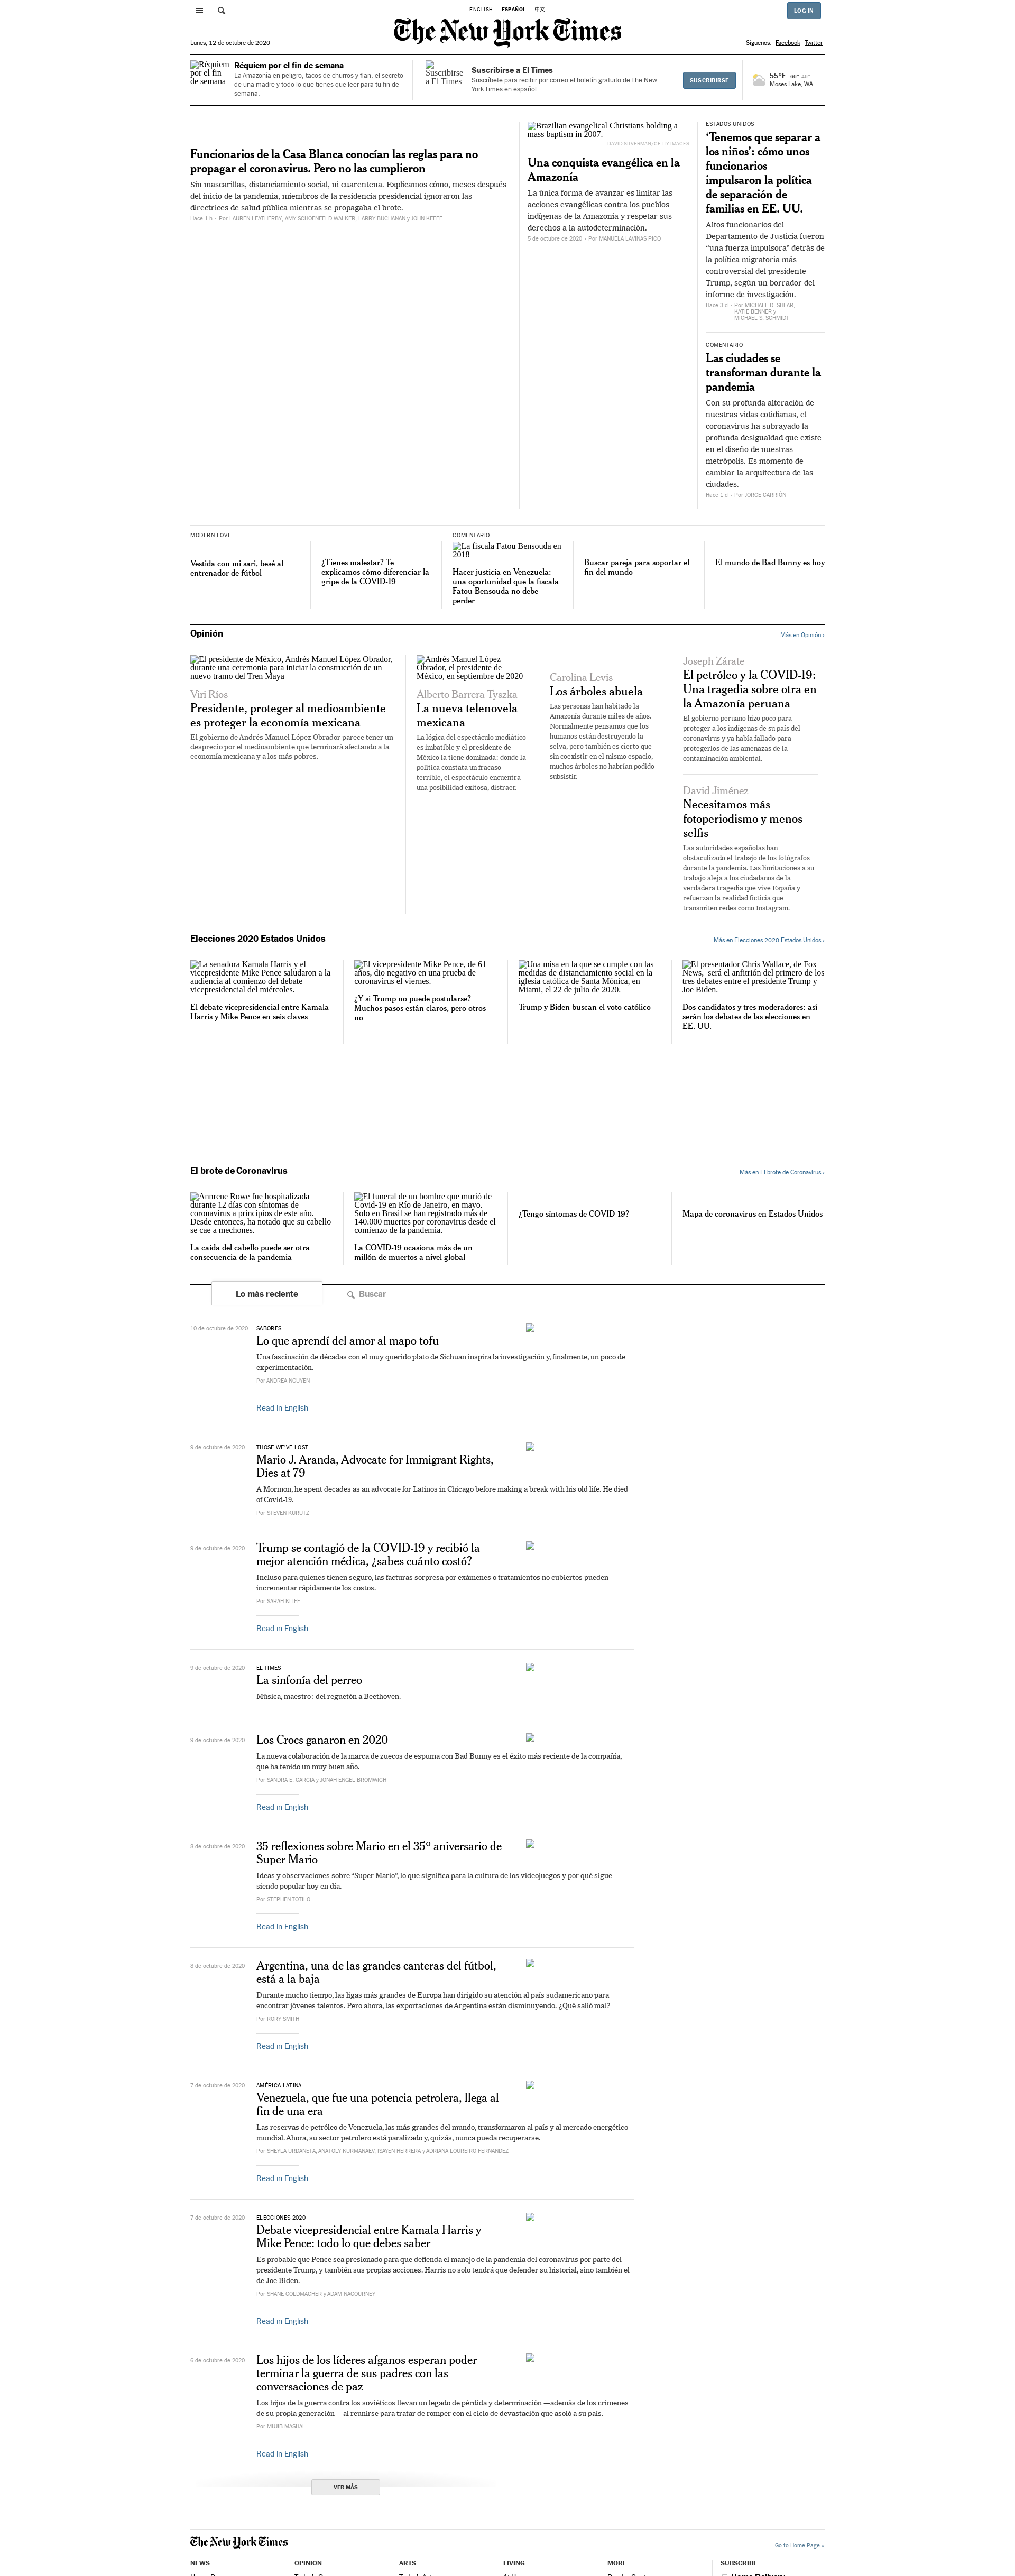 ENGLISH ESPAÑOL 中文
LOG IN
The New York Times
Lunes, 12 de octubre de 2020
Síguenos: Facebook Twitter
Réquiem por el fin de semana
Réquiem por el fin de semana
La Amazonía en peligro, tacos de churros y flan, el secreto
de una madre y todo lo que tienes que leer para tu fin de
semana.
Suscribirse a El Times
Suscribirse a El Times
Suscríbete para recibir por correo el boletín gratuito de The New
York Times en español.
SUSCRIBIRSE
55°F 66° 46°
Moses Lake, WA
Funcionarios de la Casa Blanca conocían las reglas para no
propagar el coronavirus. Pero no las cumplieron
Sin mascarillas, distanciamiento social, ni cuarentena. Explicamos cómo, meses después
del inicio de la pandemia, miembros de la residencia presidencial ignoraron las
directrices de salud pública mientras se propagaba el brote.
Hace 1 h - Por LAUREN LEATHERBY, AMY SCHOENFELD WALKER, LARRY BUCHANAN y JOHN KEEFE
Brazilian evangelical Christians holding a
mass baptism in 2007.
DAVID SILVERMAN/GETTY IMAGES
Una conquista evangélica en la
Amazonía
La única forma de avanzar es limitar las
acciones evangélicas contra los pueblos
indígenas de la Amazonia y respetar sus
derechos a la autodeterminación.
5 de octubre de 2020 - Por MANUELA LAVINAS PICQ
ESTADOS UNIDOS
‘Tenemos que separar a
los niños’: cómo unos
funcionarios
impulsaron la política
de separación de
familias en EE. UU.
Altos funcionarios del
Departamento de Justicia fueron
“una fuerza impulsora” detrás de
la política migratoria más
controversial del presidente
Trump, según un borrador del
informe de investigación.
Hace 3 d - Por MICHAEL D. SHEAR,
KATIE BENNER y
MICHAEL S. SCHMIDT
COMENTARIO
Las ciudades se
transforman durante la
pandemia
Con su profunda alteración de
nuestras vidas cotidianas, el
coronavirus ha subrayado la
profunda desigualdad que existe
en el diseño de nuestras
metrópolis. Es momento de
cambiar la arquitectura de las
ciudades.
Hace 1 d - Por JORGE CARRIÓN
MODERN LOVE
Vestida con mi sari, besé al
entrenador de fútbol
¿Tienes malestar? Te
explicamos cómo diferenciar la
gripe de la COVID-19
COMENTARIO
La fiscala Fatou Bensouda en
2018
Hacer justicia en Venezuela:
una oportunidad que la fiscala
Fatou Bensouda no debe
perder
Buscar pareja para soportar el
fin del mundo
El mundo de Bad Bunny es hoy
Opinión
Más en Opinión ›
El presidente de México, Andrés Manuel López Obrador,
durante una ceremonia para iniciar la construcción de un
nuevo tramo del Tren Maya
Viri Ríos
Presidente, proteger al medioambiente
es proteger la economía mexicana
El gobierno de Andrés Manuel López Obrador parece tener un
desprecio por el medioambiente que terminará afectando a la
economía mexicana y a los más pobres.
Andrés Manuel López
Obrador, el presidente de
México, en septiembre de 2020
Alberto Barrera Tyszka
La nueva telenovela
mexicana
La lógica del espectáculo mediático
es imbatible y el presidente de
México la tiene dominada: donde la
política constata un fracaso
terrible, el espectáculo encuentra
una posibilidad exitosa, distraer.
Carolina Levis
Los árboles abuela
Las personas han habitado la
Amazonía durante miles de años.
Normalmente pensamos que los
humanos están destruyendo la
selva, pero también es cierto que
sin coexistir en el mismo espacio,
muchos árboles no habrían podido
subsistir.
Joseph Zárate
El petróleo y la COVID-19:
Una tragedia sobre otra en
la Amazonía peruana
El gobierno peruano hizo poco para
proteger a los indígenas de su país del
coronavirus y ya había fallado para
protegerlos de las amenazas de la
contaminación ambiental.
David Jiménez
Necesitamos más
fotoperiodismo y menos
selfis
Las autoridades españolas han
obstaculizado el trabajo de los fotógrafos
durante la pandemia. Las limitaciones a su
trabajo aleja a los ciudadanos de la
verdadera tragedia que vive España y
refuerzan la realidad ficticia que
transmiten redes como Instagram.
Elecciones 2020 Estados Unidos
Más en Elecciones 2020 Estados Unidos ›
La senadora Kamala Harris y el
vicepresidente Mike Pence saludaron a la
audiencia al comienzo del debate
vicepresidencial del miércoles.
El debate vicepresidencial entre Kamala
Harris y Mike Pence en seis claves
El vicepresidente Mike Pence, de 61
años, dio negativo en una prueba de
coronavirus el viernes.
¿Y si Trump no puede postularse?
Muchos pasos están claros, pero otros
no
Una misa en la que se cumple con las
medidas de distanciamiento social en la
iglesia católica de Santa Mónica, en
Miami, el 22 de julio de 2020.
Trump y Biden buscan el voto católico
El presentador Chris Wallace, de Fox
News, será el anfitrión del primero de los
tres debates entre el presidente Trump y
Joe Biden.
Dos candidatos y tres moderadores: así
serán los debates de las elecciones en
EE. UU.
El brote de Coronavirus
Más en El brote de Coronavirus ›
Annrene Rowe fue hospitalizada
durante 12 días con síntomas de
coronavirus a principios de este año.
Desde entonces, ha notado que su cabello
se cae a mechones.
La caída del cabello puede ser otra
consecuencia de la pandemia
El funeral de un hombre que murió de
Covid-19 en Río de Janeiro, en mayo.
Solo en Brasil se han registrado más de
140.000 muertes por coronavirus desde el
comienzo de la pandemia.
La COVID-19 ocasiona más de un
millón de muertos a nivel global
¿Tengo síntomas de COVID-19?
Mapa de coronavirus en Estados Unidos
Lo más reciente
Buscar
10 de octubre de 2020
SABORES
Lo que aprendí del amor al mapo tofu
Una fascinación de décadas con el muy querido plato de Sichuan inspira la investigación y, finalmente, un poco de
experimentación.
Por ANDREA NGUYEN
Read in English
9 de octubre de 2020
THOSE WE'VE LOST
Mario J. Aranda, Advocate for Immigrant Rights,
Dies at 79
A Mormon, he spent decades as an advocate for Latinos in Chicago before making a break with his old life. He died
of Covid-19.
Por STEVEN KURUTZ
9 de octubre de 2020
Trump se contagió de la COVID-19 y recibió la
mejor atención médica, ¿sabes cuánto costó?
Incluso para quienes tienen seguro, las facturas sorpresa por exámenes o tratamientos no cubiertos pueden
incrementar rápidamente los costos.
Por SARAH KLIFF
Read in English
9 de octubre de 2020
EL TIMES
La sinfonía del perreo
Música, maestro: del reguetón a Beethoven.
8 de octubre de 2020
Los Crocs ganaron en 2020
La nueva colaboración de la marca de zuecos de espuma con Bad Bunny es el éxito más reciente de la compañía,
que ha tenido un muy buen año.
Por SANDRA E. GARCIA y JONAH ENGEL BROMWICH
Read in English
8 de octubre de 2020
35 reflexiones sobre Mario en el 35º aniversario de
Super Mario
Ideas y observaciones sobre “Super Mario”, lo que significa para la cultura de los videojuegos y por qué sigue
siendo popular hoy en día.
Por STEPHEN TOTILO
Read in English
8 de octubre de 2020
Argentina, una de las grandes canteras del fútbol,
está a la baja
Durante mucho tiempo, las ligas más grandes de Europa han dirigido su atención al país sudamericano para
encontrar jóvenes talentos. Pero ahora, las exportaciones de Argentina están disminuyendo. ¿Qué salió mal?
Por RORY SMITH
Read in English
7 de octubre de 2020
AMÉRICA LATINA
Venezuela, que fue una potencia petrolera, llega al
fin de una era
Las reservas de petróleo de Venezuela, las más grandes del mundo, transformaron al país y al mercado energético
mundial. Ahora, su sector petrolero está paralizado y, quizás, nunca pueda recuperarse.
Por SHEYLA URDANETA, ANATOLY KURMANAEV, ISAYEN HERRERA y ADRIANA LOUREIRO FERNANDEZ
Read in English
7 de octubre de 2020
ELECCIONES 2020
Debate vicepresidencial entre Kamala Harris y
Mike Pence: todo lo que debes saber
Es probable que Pence sea presionado para que defienda el manejo de la pandemia del coronavirus por parte del
presidente Trump, y también sus propias acciones. Harris no solo tendrá que defender su historial, sino también el
de Joe Biden.
Por SHANE GOLDMACHER y ADAM NAGOURNEY
Read in English
6 de octubre de 2020
Los hijos de los líderes afganos esperan poder
terminar la guerra de sus padres con las
conversaciones de paz
Los hijos de la guerra contra los soviéticos llevan un legado de pérdida y determinación —además de los crímenes
de su propia generación— al reunirse para tratar de romper con el ciclo de devastación que asoló a su país.
Por MUJIB MASHAL
Read in English
VER MÁS
The New York Times
Go to Home Page »
NEWS OPINION ARTS LIVING MORE SUBSCRIBE